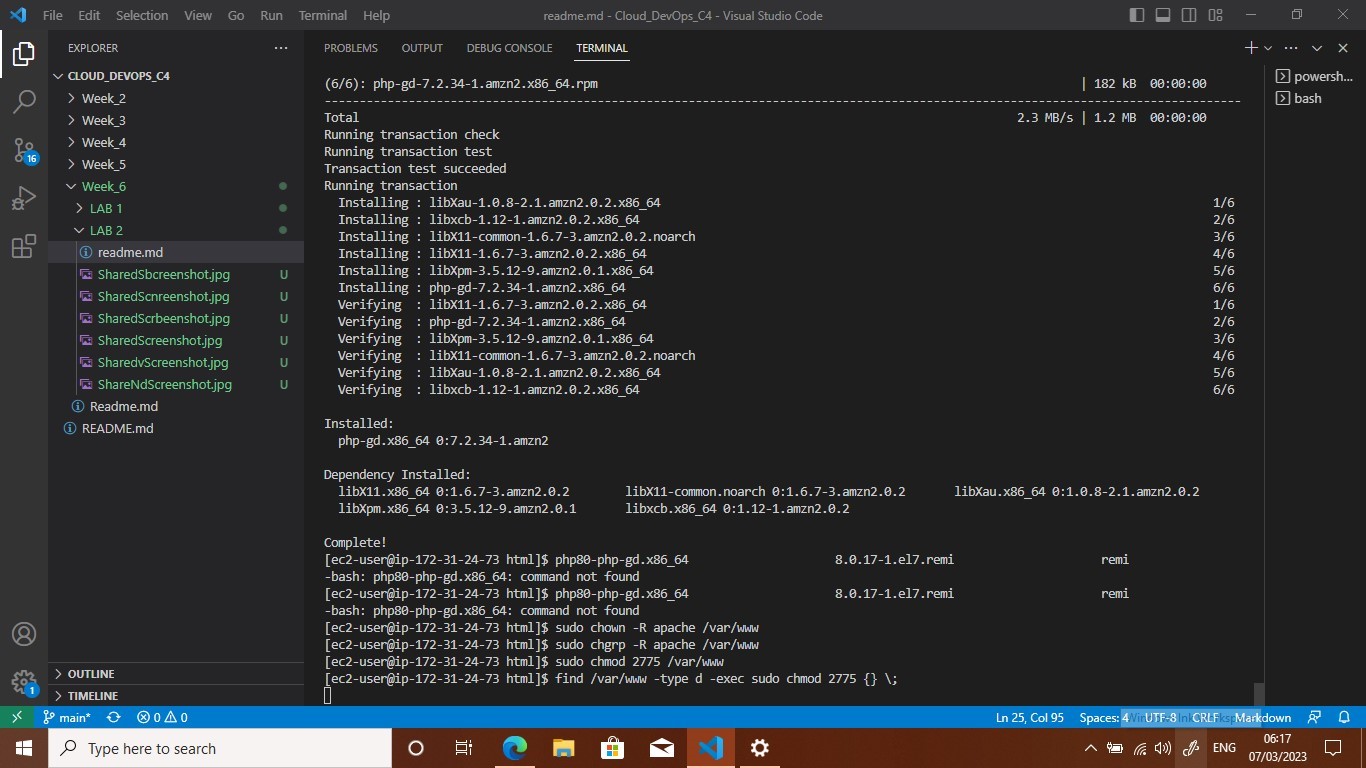 File Edit Selection View Go Run Terminal Help readme.md - Cloud_DevOps_C4 - Visual Studio Code
EXPLORER
CLOUD_DEVOPS_C4
Week_2
Week_3
Week_4
Week_5
Week_6
LAB 1
LAB 2
readme.md
SharedSbcreenshot.jpg U
SharedScnreenshot.jpg U
SharedScrbeenshot.jpg U
SharedScreenshot.jpg U
SharedvScreenshot.jpg U
ShareNdScreenshot.jpg U
Readme.md
README.md
OUTLINE
TIMELINE
16
1
PROBLEMS OUTPUT DEBUG CONSOLE TERMINAL
powersh...
bash
(6/6): php-gd-7.2.34-1.amzn2.x86_64.rpm | 182 kB 00:00:00
--------------------------------------------------------------------------------
Total 2.3 MB/s | 1.2 MB 00:00:00
Running transaction check
Running transaction test
Transaction test succeeded
Running transaction
Installing : libXau-1.0.8-2.1.amzn2.0.2.x86_64 1/6
Installing : libxcb-1.12-1.amzn2.0.2.x86_64 2/6
Installing : libX11-common-1.6.7-3.amzn2.0.2.noarch 3/6
Installing : libX11-1.6.7-3.amzn2.0.2.x86_64 4/6
Installing : libXpm-3.5.12-9.amzn2.0.1.x86_64 5/6
Installing : php-gd-7.2.34-1.amzn2.x86_64 6/6
Verifying : libX11-1.6.7-3.amzn2.0.2.x86_64 1/6
Verifying : php-gd-7.2.34-1.amzn2.x86_64 2/6
Verifying : libXpm-3.5.12-9.amzn2.0.1.x86_64 3/6
Verifying : libX11-common-1.6.7-3.amzn2.0.2.noarch 4/6
Verifying : libXau-1.0.8-2.1.amzn2.0.2.x86_64 5/6
Verifying : libxcb-1.12-1.amzn2.0.2.x86_64 6/6
Installed:
php-gd.x86_64 0:7.2.34-1.amzn2
Dependency Installed:
libX11.x86_64 0:1.6.7-3.amzn2.0.2 libX11-common.noarch 0:1.6.7-3.amzn2.0.2 libXau.x86_64 0:1.0.8-2.1.amzn2.0.2
libXpm.x86_64 0:3.5.12-9.amzn2.0.1 libxcb.x86_64 0:1.12-1.amzn2.0.2
Complete!
[ec2-user@ip-172-31-24-73 html]$ php80-php-gd.x86_64 8.0.17-1.el7.remi remi
-bash: php80-php-gd.x86_64: command not found
[ec2-user@ip-172-31-24-73 html]$ php80-php-gd.x86_64 8.0.17-1.el7.remi remi
-bash: php80-php-gd.x86_64: command not found
[ec2-user@ip-172-31-24-73 html]$ sudo chown -R apache /var/www
[ec2-user@ip-172-31-24-73 html]$ sudo chgrp -R apache /var/www
[ec2-user@ip-172-31-24-73 html]$ sudo chmod 2775 /var/www
[ec2-user@ip-172-31-24-73 html]$ find /var/www -type d -exec sudo chmod 2775 {} \;
main* 0 0 Ln 25, Col 95 Spaces: 4 UTF-8 CRLF Markdown
Type here to search
ENG
06:17
07/03/2023